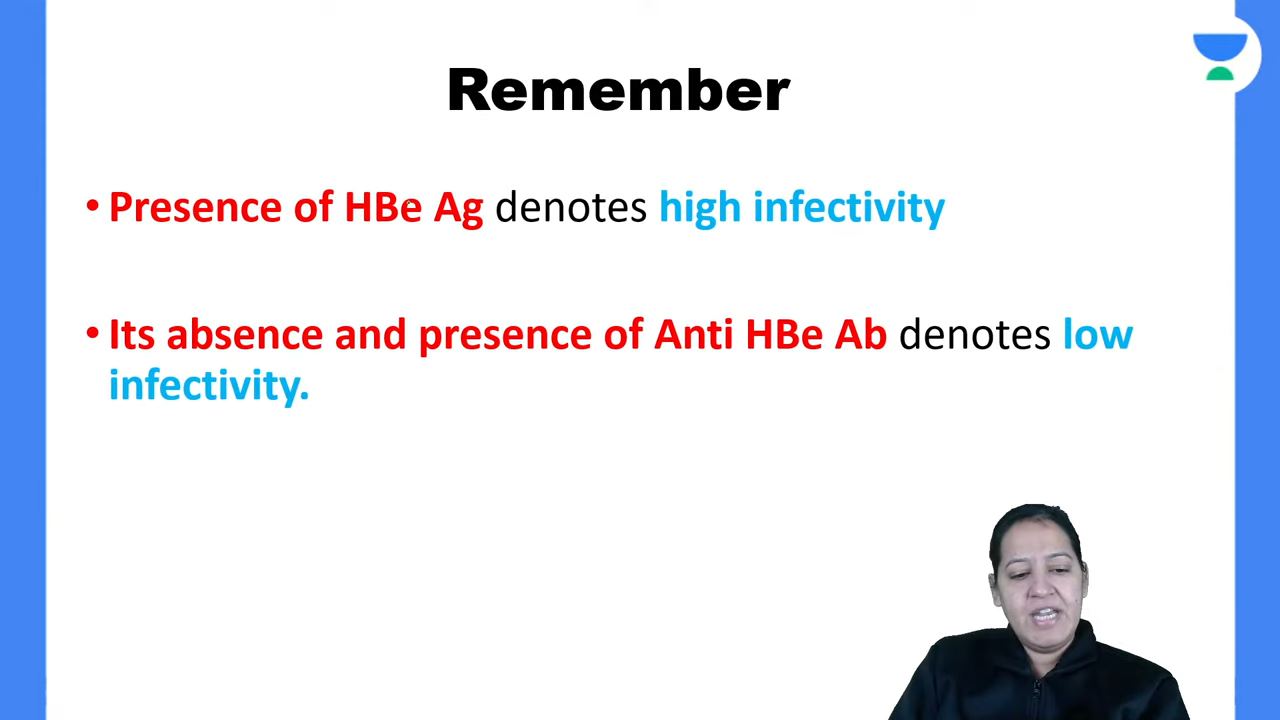 Remember
• Presence of HBe Ag denotes high infectivity
• Its absence and presence of Anti HBe Ab denotes low
infectivity.